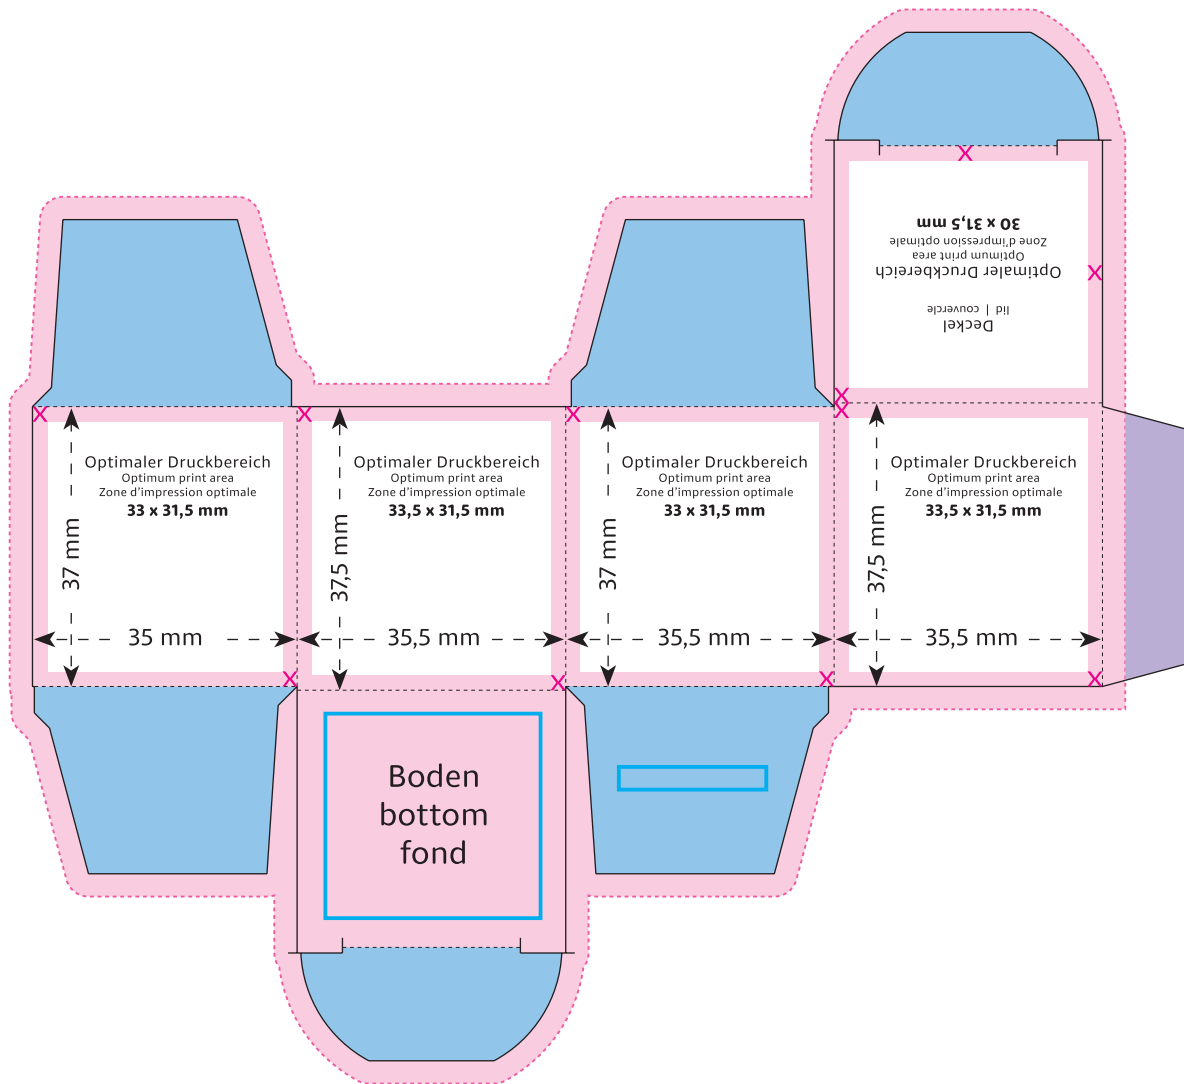 30 x 31,5 mm
Zone d'impression optimale
Optimum print area
Optimaler Druckbereich
lid | couvercle
Deckel
X
X
X
X
X
Optimaler Druckbereich
Optimum print area
Zone d'impression optimale
33 x 31,5 mm
37 mm
35 mm
X
X
Optimaler Druckbereich
Optimum print area
Zone d'impression optimale
33,5 x 31,5 mm
37,5 mm
35,5 mm
X
X
Optimaler Druckbereich
Optimum print area
Zone d'impression optimale
33 x 31,5 mm
37 mm
35,5 mm
X
X
Optimaler Druckbereich
Optimum print area
Zone d'impression optimale
33,5 x 31,5 mm
37,5 mm
35,5 mm
X
Boden
bottom
fond